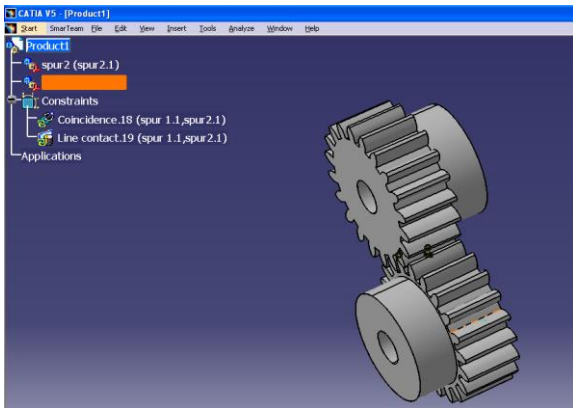 CATIA V5 - [Product1]
Start SmarTeam File Edit View Insert Tools Analyze Window Help
Product1
spur2 (spur2.1)
Constraints
Coincidence.18 (spur 1.1,spur2.1)
Line contact.19 (spur 1.1,spur2.1)
Applications